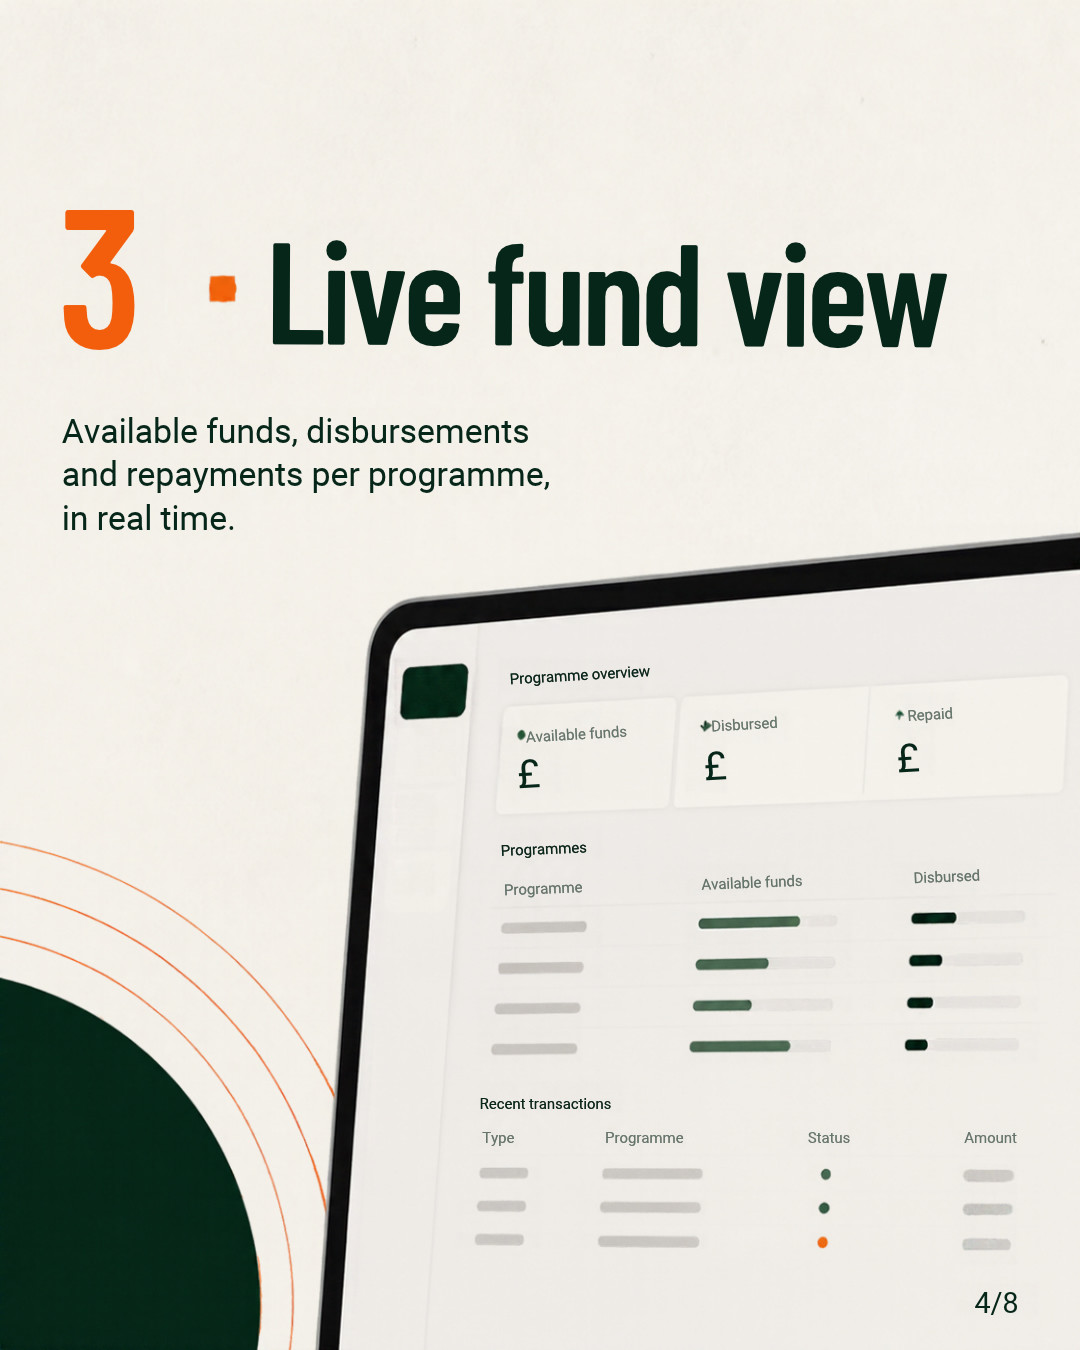 3 · Live fund view
Available funds, disbursements
and repayments per programme,
in real time.
Programme overview
Available funds
£
Disbursed
£
Repaid
£
Programmes
Programme Available funds Disbursed
Recent transactions
Type Programme Status Amount
4/8